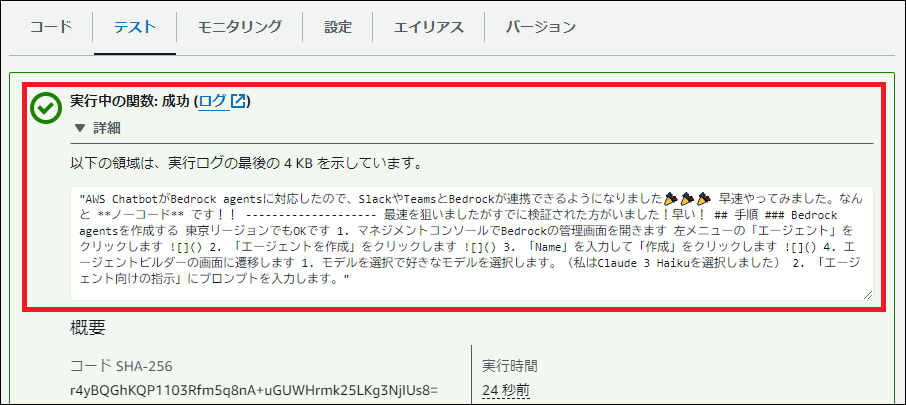 コード テスト モニタリング 設定 エイリアス バージョン
実行中の関数: 成功 (ログ)
▼ 詳細
以下の領域は、実行ログの最後の 4 KB を示しています。
"AWS ChatbotがBedrock agentsに対応したので、SlackやTeamsとBedrockが連携できるようになりました🎉🎉🎉 早速やってみました。なん
と **ノーコード** です！！ -------------------- 最速を狙いましたがすでに検証された方がいました！早い！ ## 手順 ### Bedrock
agentsを作成する 東京リージョンでもOKです 1. マネジメントコンソールでBedrockの管理画面を開きます 左メニューの「エージェント」を
クリックします ![]() 2. 「エージェントを作成」をクリックします ![]() 3. 「Name」を入力して「作成」をクリックします ![]() 4. エ
ージェントビルダーの画面に遷移します 1. モデルを選択で好きなモデルを選択します。（私はClaude 3 Haikuを選択しました） 2. 「エージ
ェント向けの指示」にプロンプトを入力します。"
概要
コード SHA-256
r4yBQGhKQP1103Rfm5q8nA+uGUWHrmk25LKg3NjIUs8=
実行時間
24 秒前